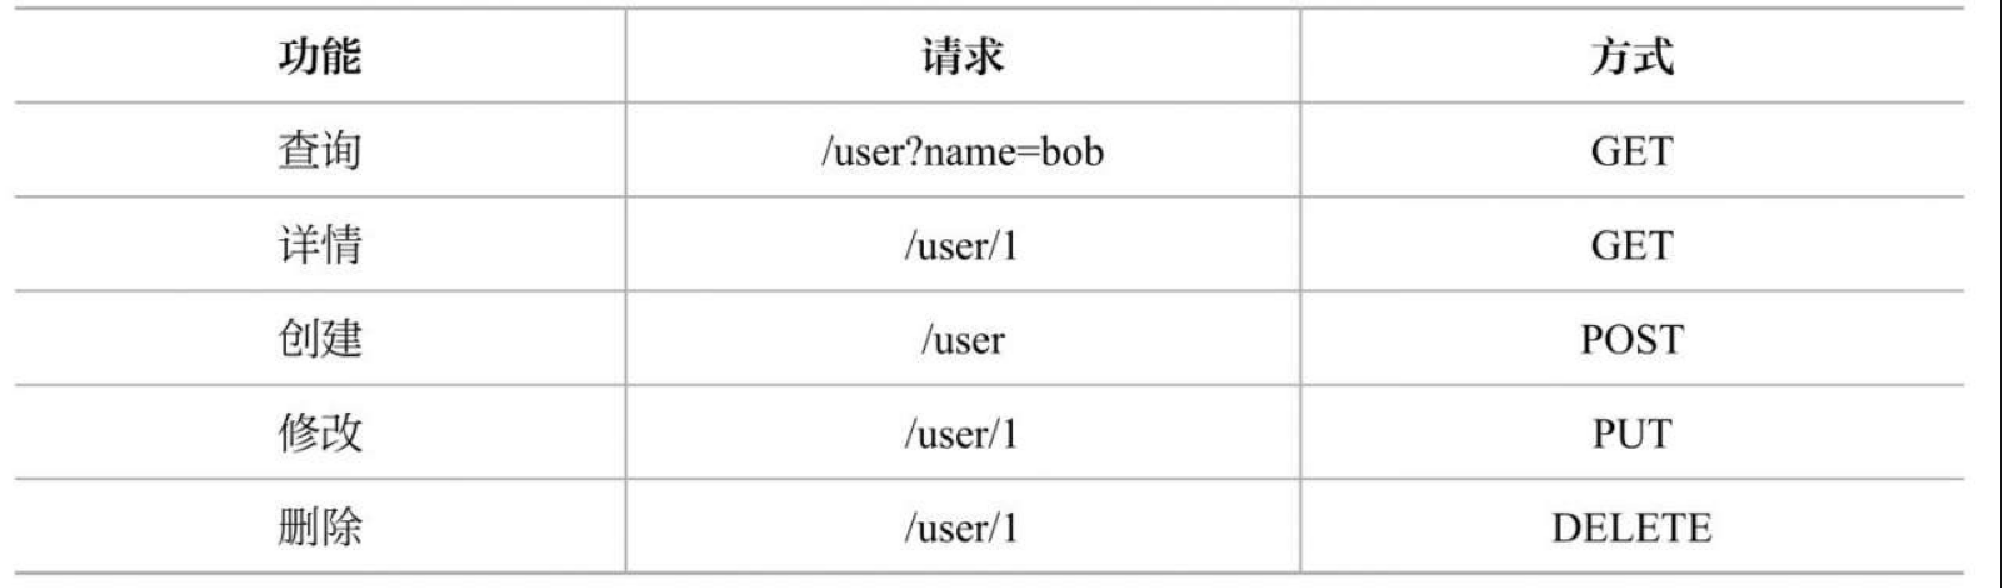 功能 请求 方式
查询 /user?name=bob GET
详情 /user/1 GET
创建 /user POST
修改 /user/1 PUT
删除 /user/1 DELETE